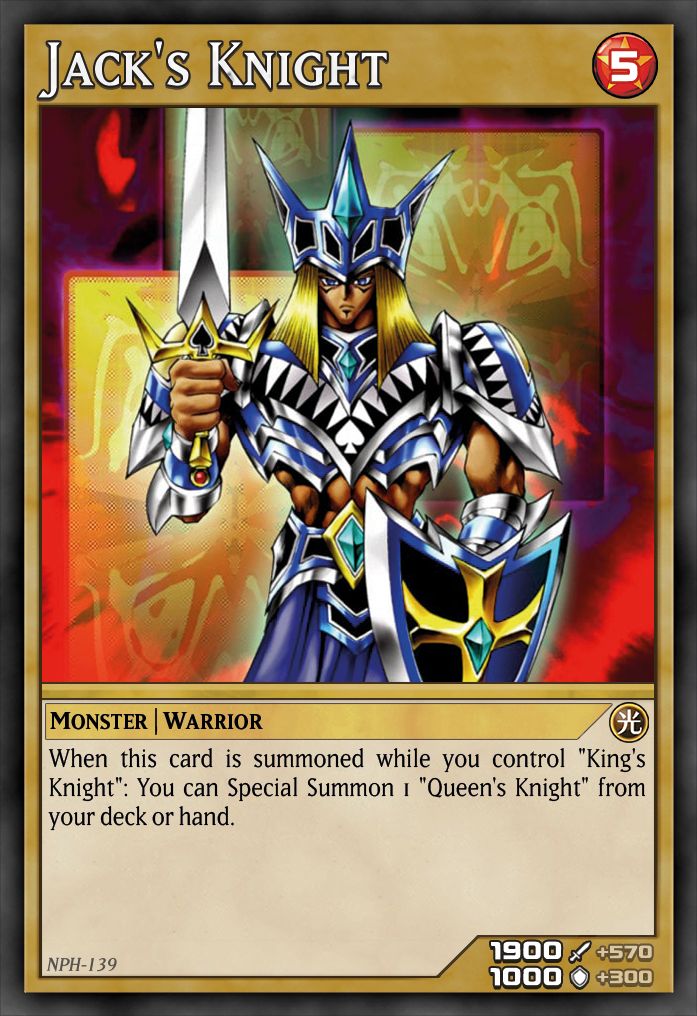 Jack's Knight
5
Monster | Warrior
光
When this card is summoned while you control "King's
Knight": You can Special Summon 1 "Queen's Knight" from
your deck or hand.
NPH-139
1900 +570
1000 +300